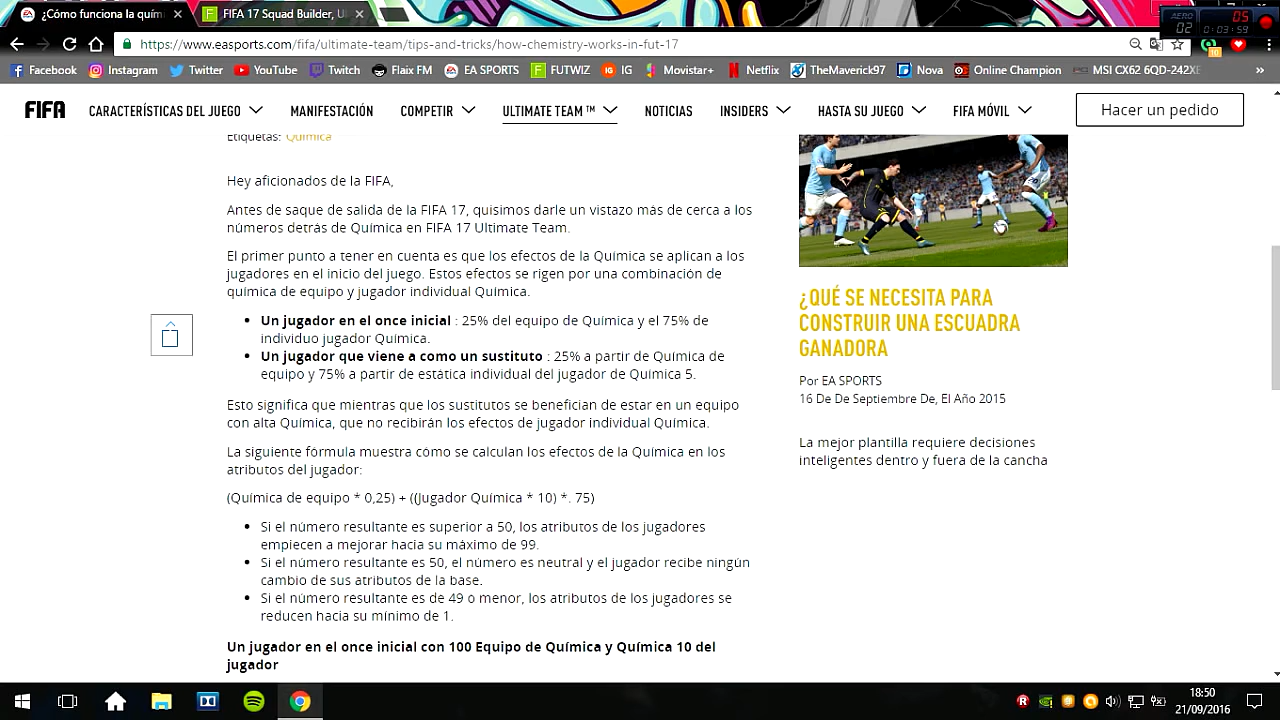 ¿Cómo funciona la quím
FIFA 17 Squad Builder, Ul
AERO
02
05
0:03:59
https://www.easports.com/fifa/ultimate-team/tips-and-tricks/how-chemistry-works-in-fut-17
10
Facebook Instagram Twitter YouTube Twitch Flaix FM EA SPORTS FUTWIZ IG Movistar+ Netflix TheMaverick97 Nova Online Champion MSI CX62 6QD-242XE »
FIFA CARACTERÍSTICAS DEL JUEGO MANIFESTACIÓN COMPETIR ULTIMATE TEAM ™ NOTICIAS INSIDERS HASTA SU JUEGO FIFA MÓVIL Hacer un pedido
Etiquetas: Química
Hey aficionados de la FIFA,
Antes de saque de salida de la FIFA 17, quisimos darle un vistazo más de cerca a los
números detrás de Química en FIFA 17 Ultimate Team.
El primer punto a tener en cuenta es que los efectos de la Química se aplican a los
jugadores en el inicio del juego. Estos efectos se rigen por una combinación de
química de equipo y jugador individual Química.
• Un jugador en el once inicial : 25% del equipo de Química y el 75% de
individuo jugador Química.
• Un jugador que viene a como un sustituto : 25% a partir de Química de
equipo y 75% a partir de estática individual del jugador de Química 5.
Esto significa que mientras que los sustitutos se benefician de estar en un equipo
con alta Química, que no recibirán los efectos de jugador individual Química.
La siguiente fórmula muestra cómo se calculan los efectos de la Química en los
atributos del jugador:
(Química de equipo * 0,25) + ((Jugador Química * 10) *. 75)
• Si el número resultante es superior a 50, los atributos de los jugadores
empiecen a mejorar hacia su máximo de 99.
• Si el número resultante es 50, el número es neutral y el jugador recibe ningún
cambio de sus atributos de la base.
• Si el número resultante es de 49 o menor, los atributos de los jugadores se
reducen hacia su mínimo de 1.
Un jugador en el once inicial con 100 Equipo de Química y Química 10 del
jugador
¿QUÉ SE NECESITA PARA
CONSTRUIR UNA ESCUADRA
GANADORA
Por EA SPORTS
16 De De Septiembre De, El Año 2015
La mejor plantilla requiere decisiones
inteligentes dentro y fuera de la cancha
18:50
21/09/2016